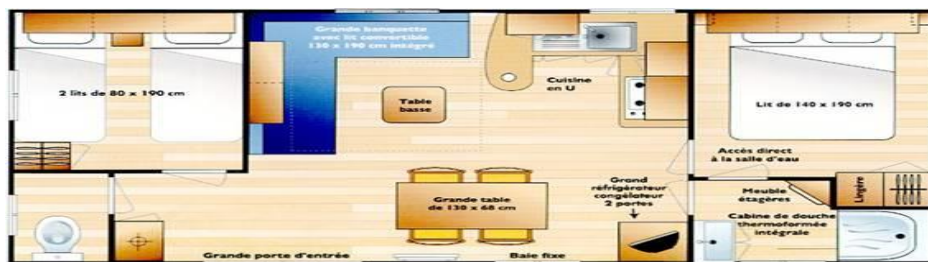 Grande banquette
avec lit convertible
130 x 190 cm intégré
2 lits de 80 x 190 cm
Table
basse
Cuisine
en U
Lit de 140 x 190 cm
Accès direct
à la salle d'eau
Grand
réfrigérateur
congélateur
2 portes
Meuble
étagères
Lingère
Grande table
de 130 x 68 cm
Cabine de douche
thermoformée
intégrale
Grande porte d'entrée
Baie fixe